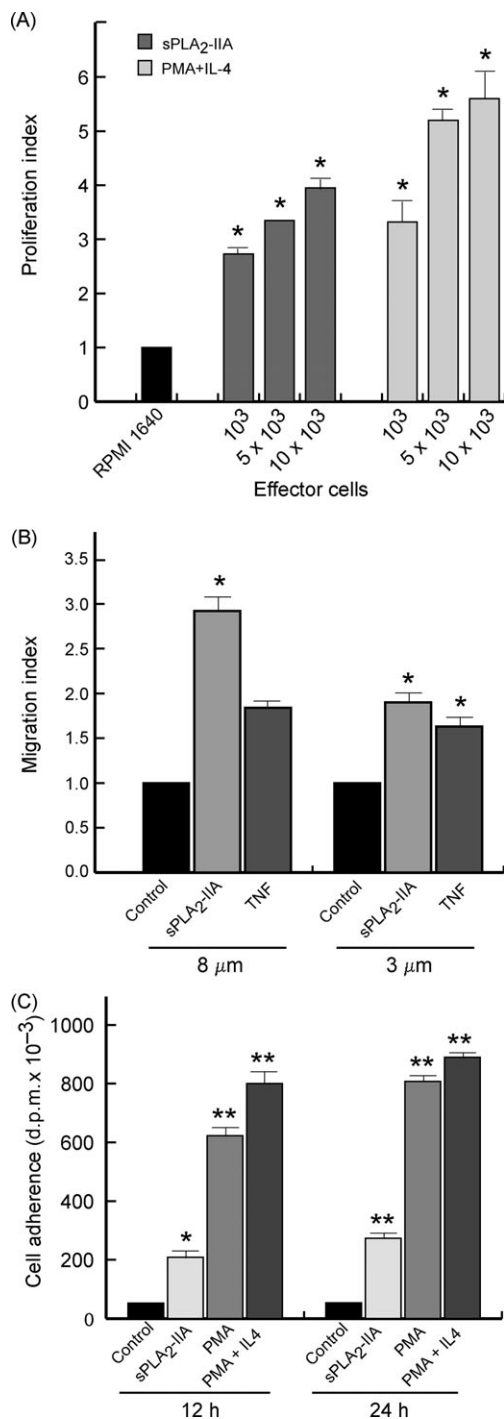 (A)
sPLA₂-IIA
PMA+IL-4
Proliferation index
6
5
4
3
2
1
0
*
*
*
*
*
*
RPMI 1640
10³
5 x 10³
10 x 10³
10³
5 x 10³
10 x 10³
Effector cells
(B)
Migration index
3.5
3.0
2.5
2.0
1.5
1.0
0.5
0.0
*
*
*
Control
sPLA₂-IIA
TNF
Control
sPLA₂-IIA
TNF
8 μm
3 μm
(C)
Cell adherence (d.p.m. x 10⁻³)
1000
800
600
400
200
0
*
**
**
**
**
**
Control
sPLA₂-IIA
PMA
PMA + IL4
Control
sPLA₂-IIA
PMA
PMA + IL4
12 h
24 h